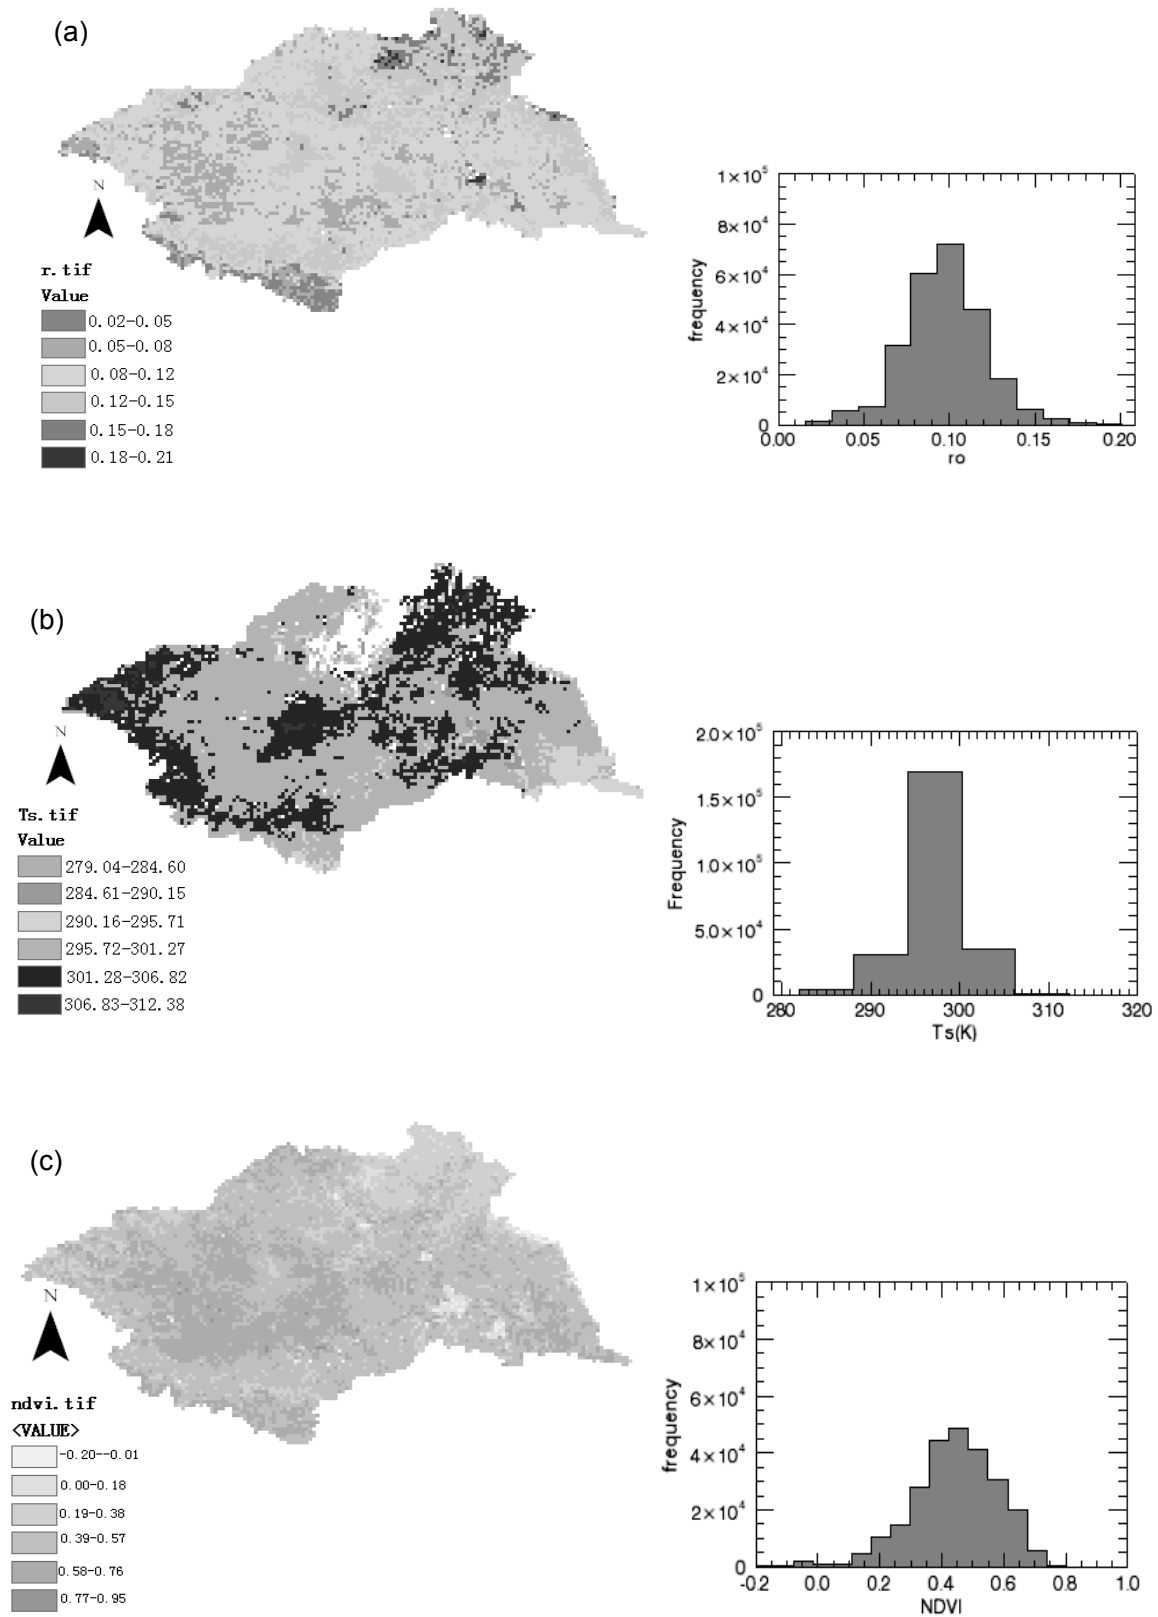 (a)
N
r.tif
Value
0.02-0.05
0.05-0.08
0.08-0.12
0.12-0.15
0.15-0.18
0.18-0.21
1×10⁵
8×10⁴
6×10⁴
4×10⁴
2×10⁴
0
frequency
0.00 0.05 0.10 0.15 0.20
ro
(b)
N
Ts.tif
Value
279.04-284.60
284.61-290.15
290.16-295.71
295.72-301.27
301.28-306.82
306.83-312.38
2.0×10⁵
1.5×10⁵
1.0×10⁵
5.0×10⁴
0
Frequency
280 290 300 310 320
Ts(K)
(c)
N
ndvi.tif
<VALUE>
-0.20--0.01
0.00-0.18
0.19-0.38
0.39-0.57
0.58-0.76
0.77-0.95
1×10⁵
8×10⁴
6×10⁴
4×10⁴
2×10⁴
0
frequency
-0.2 0.0 0.2 0.4 0.6 0.8 1.0
NDVI